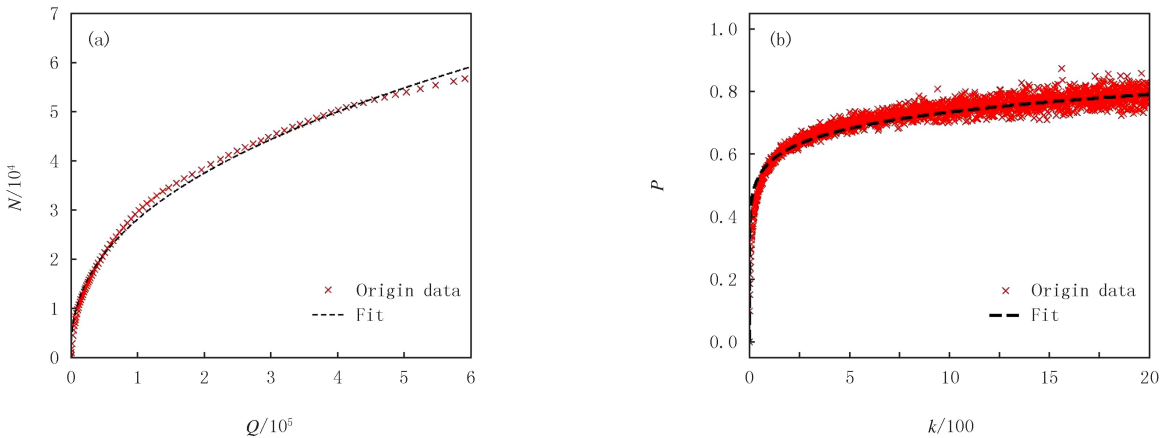 (a)
7
6
5
4
3
2
1
0
N/10⁴
0 1 2 3 4 5 6
Q/10⁵
Origin data
Fit
(b)
1.0
0.8
0.6
0.4
0.2
0.0
P
0 5 10 15 20
k/100
Origin data
Fit